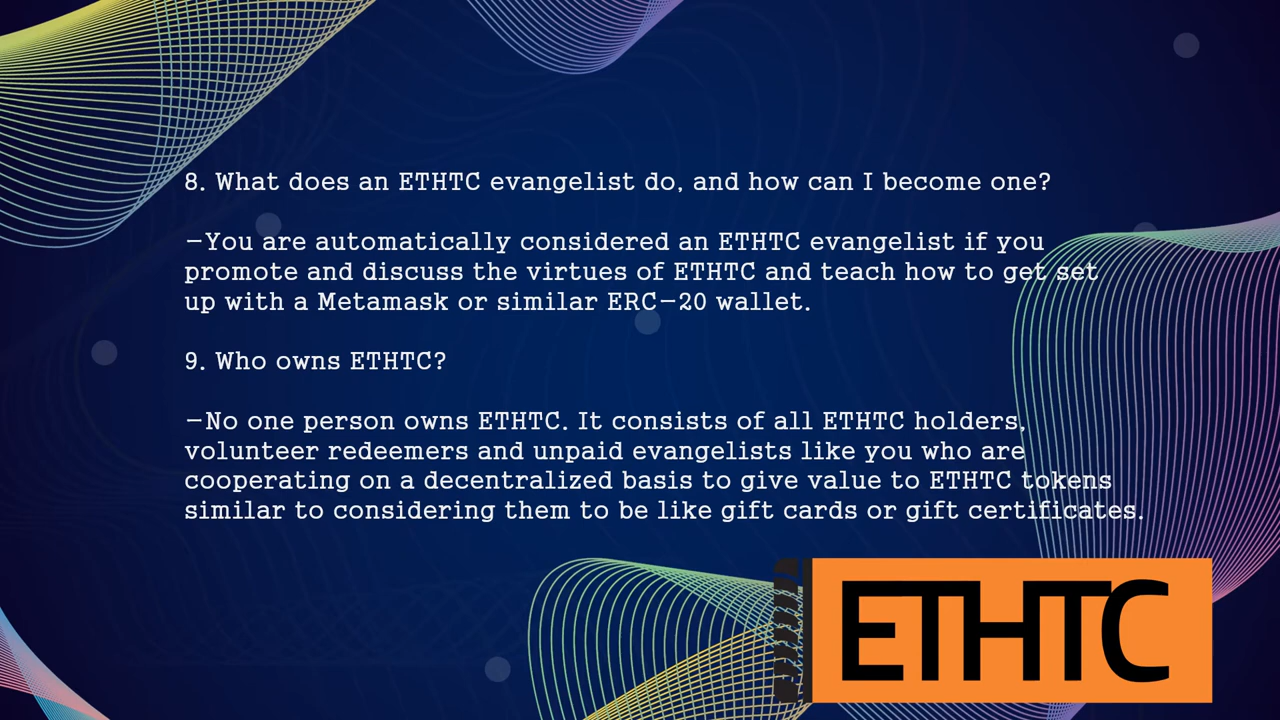 8. What does an ETHTC evangelist do, and how can I become one?
—You are automatically considered an ETHTC evangelist if you
promote and discuss the virtues of ETHTC and teach how to get set
up with a Metamask or similar ERC—20 wallet.
9. Who owns ETHTC?
—No one person owns ETHTC. It consists of all ETHTC holders,
volunteer redeemers and unpaid evangelists like you who are
cooperating on a decentralized basis to give value to ETHTC tokens
similar to considering them to be like gift cards or gift certificates.
ETHTC